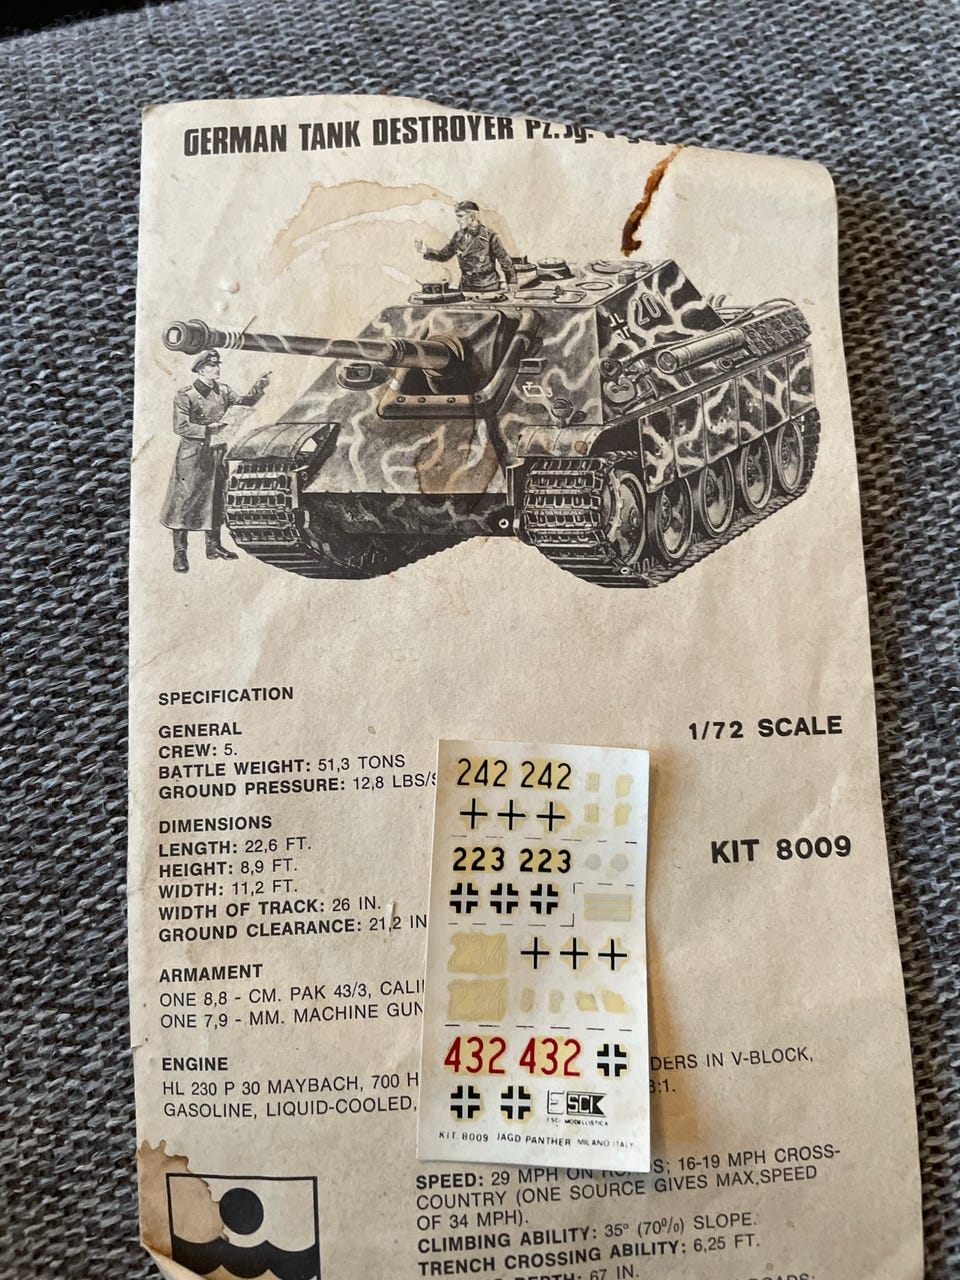 GERMAN TANK DESTROYER Pz.Jg.
20
SPECIFICATION
GENERAL
CREW: 5.
BATTLE WEIGHT: 51,3 TONS
GROUND PRESSURE: 12,8 LBS/S
DIMENSIONS
LENGTH: 22,6 FT.
HEIGHT: 8,9 FT.
WIDTH: 11,2 FT.
WIDTH OF TRACK: 26 IN.
GROUND CLEARANCE: 21,2 IN
ARMAMENT
ONE 8,8 - CM. PAK 43/3, CALI
ONE 7,9 - MM. MACHINE GUN
ENGINE
HL 230 P 30 MAYBACH, 700 H DERS IN V-BLOCK,
GASOLINE, LIQUID-COOLED, :1.
1/72 SCALE
KIT 8009
242 242
223 223
234
234
432 432
ESCI
ESCI MODELLISTICA
KIT. 8009 JAGD PANTHER MILANO ITALY
SPEED: 29 MPH ON ROADS; 16-19 MPH CROSS-
COUNTRY (ONE SOURCE GIVES MAX.SPEED
OF 34 MPH).
CLIMBING ABILITY: 35° (70%) SLOPE.
TRENCH CROSSING ABILITY: 6,25 FT.
DEPTH: 67 IN.